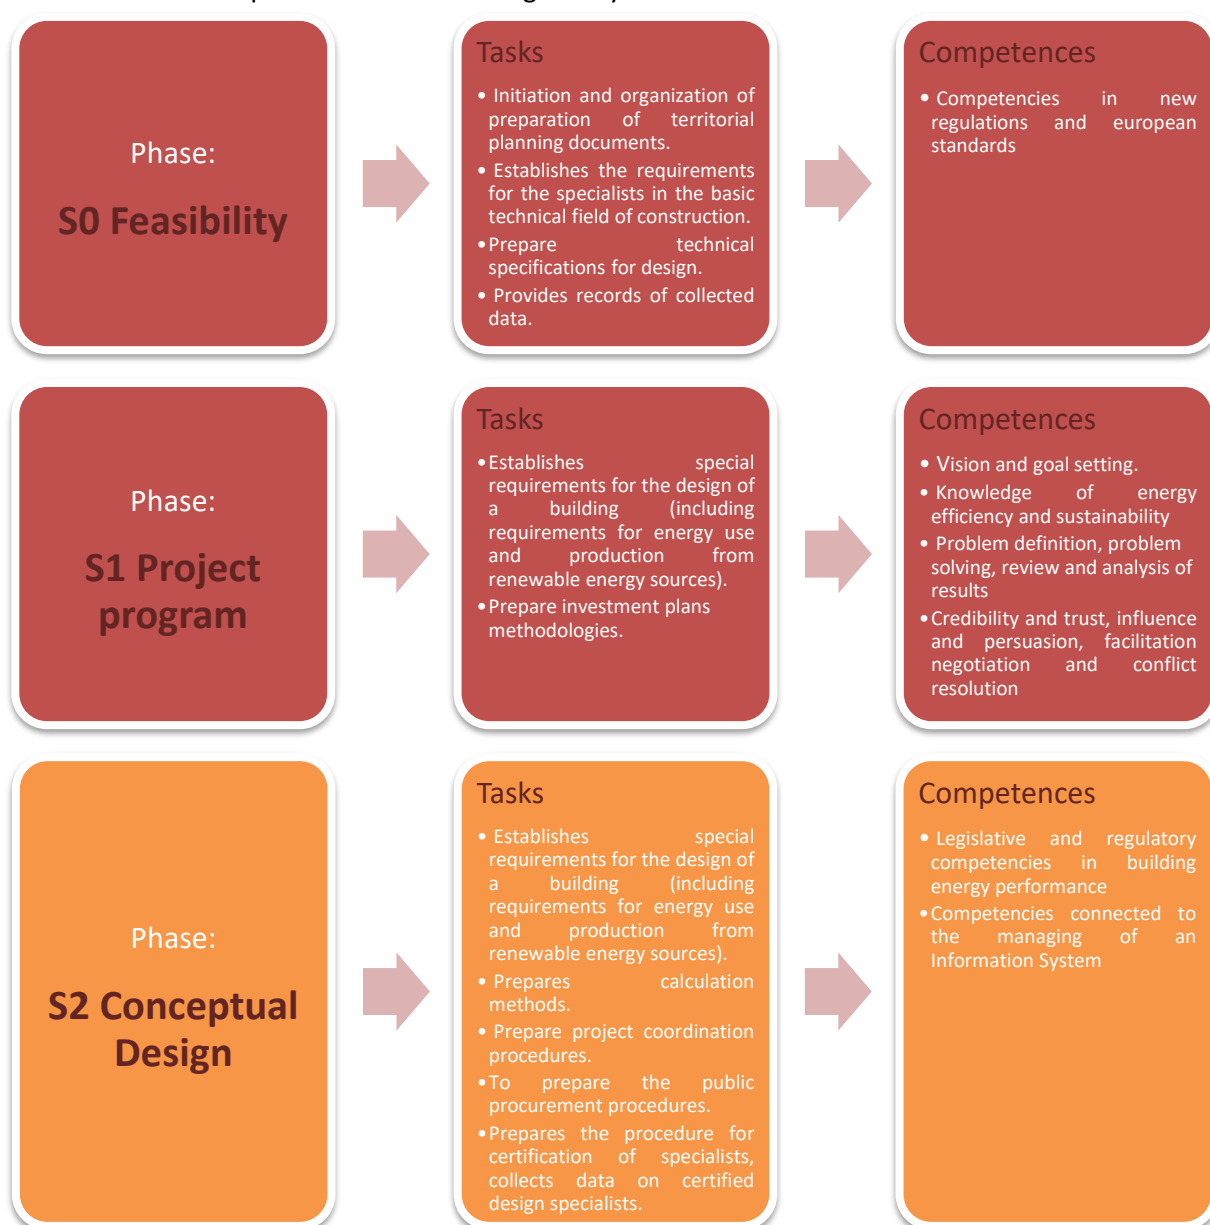 Phase:
S0 Feasibility
Tasks
• Initiation and organization of
preparation of territorial
planning documents.
• Establishes the requirements
for the specialists in the basic
technical field of construction.
•Prepare technical
specifications for design.
• Provides records of collected
data.
Competences
• Competencies in new
regulations and european
standards
Phase:
S1 Project
program
Tasks
•Establishes special
requirements for the design of
a building (including
requirements for energy use
and production from
renewable energy sources).
•Prepare investment plans
methodologies.
Competences
• Vision and goal setting.
• Knowledge of energy
efficiency and sustainability
• Problem definition, problem
solving, review and analysis of
results
•Credibility and trust, influence
and persuasion, facilitation
negotiation and conflict
resolution
Phase:
S2 Conceptual
Design
Tasks
• Establishes special
requirements for the design of
a building (including
requirements for energy use
and production from
renewable energy sources).
• Prepares calculation
methods.
• Prepare project coordination
procedures.
•To prepare the public
procurement procedures.
•Prepares the procedure for
certification of specialists,
collects data on certified
design specialists.
Competences
• Legislative and regulatory
competencies in building
energy performance
•Competencies connected to
the managing of an
Information System